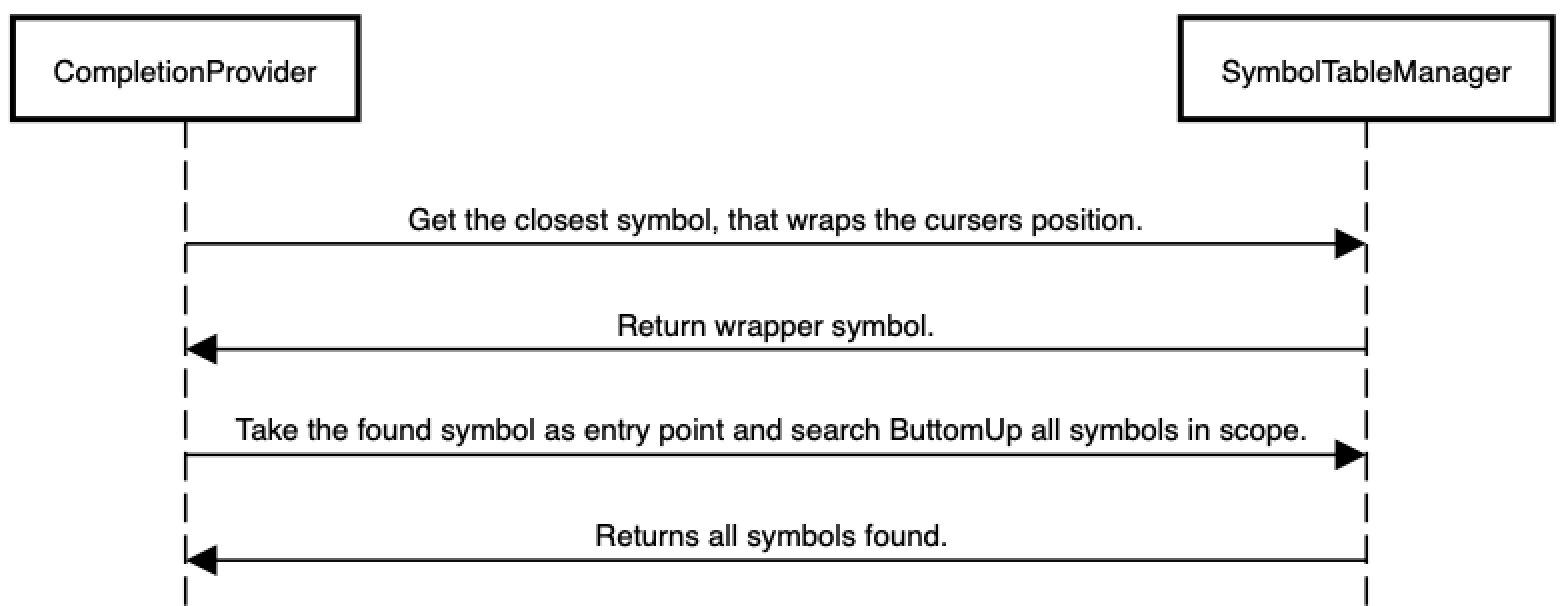 CompletionProvider
SymbolTableManager
Get the closest symbol, that wraps the cursers position.
Return wrapper symbol.
Take the found symbol as entry point and search ButtomUp all symbols in scope.
Returns all symbols found.